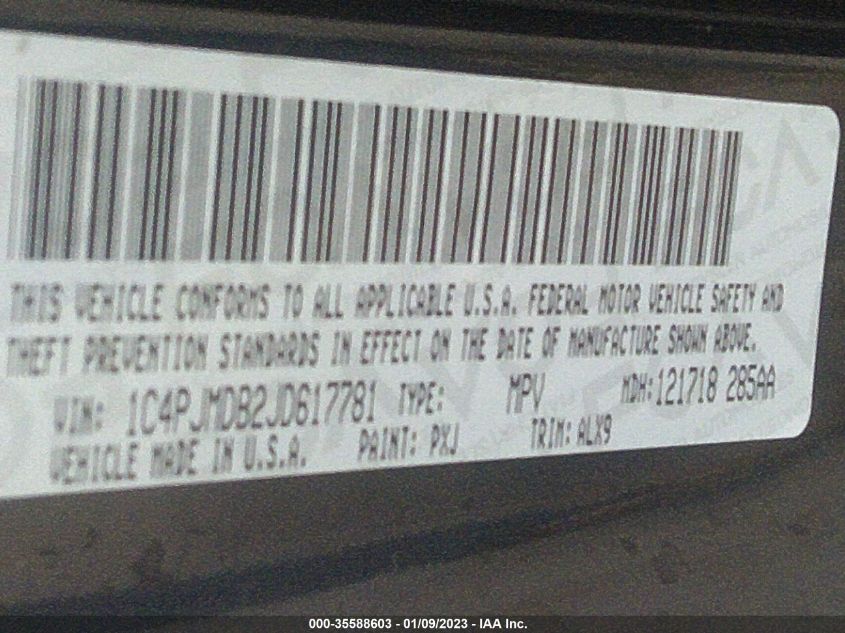 THIS VEHICLE CONFORMS TO ALL APPLICABLE U.S.A. FEDERAL MOTOR VEHICLE SAFETY AND
THEFT PREVENTION STANDARDS IN EFFECT ON THE DATE OF MANUFACTURE SHOWN ABOVE.
VIN: 1C4PJMDB2JD617781 TYPE: MPV MDH: 121718 285AA
VEHICLE MADE IN U.S.A. PAINT: PXJ TRIM: ALX9
000-35588603 - 01/09/2023 - IAA Inc.